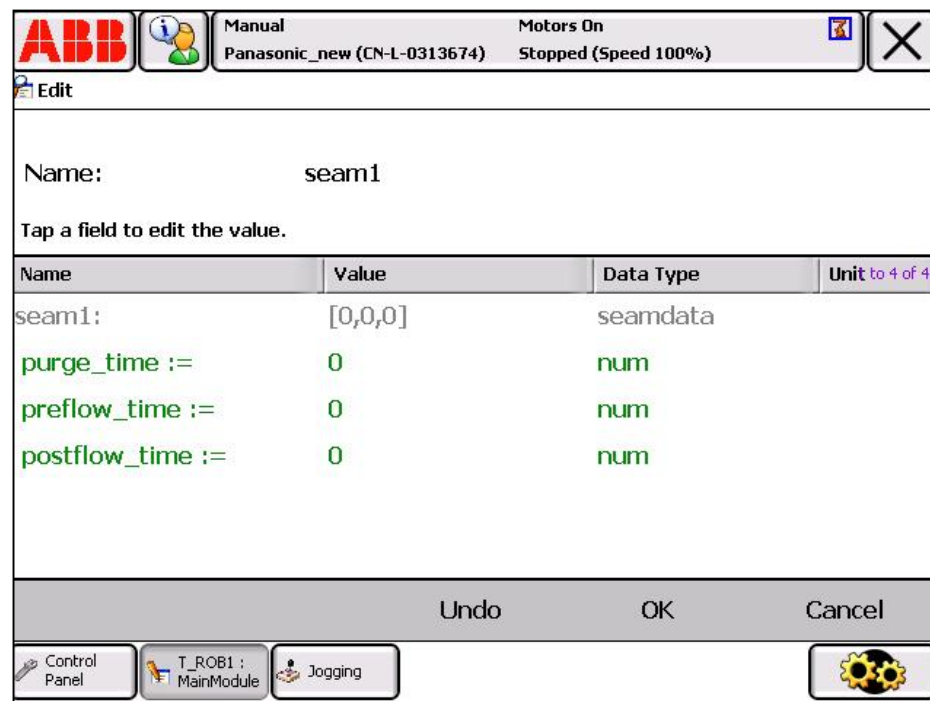 ABB Manual Motors On
Panasonic_new (CN-L-0313674) Stopped (Speed 100%)
Edit
Name: seam1
Tap a field to edit the value.
Name Value Data Type Unit to 4 of 4
seam1: [0,0,0] seamdata
purge_time := 0 num
preflow_time := 0 num
postflow_time := 0 num
Undo OK Cancel
Control Panel
T_ROB1 : MainModule
Jogging